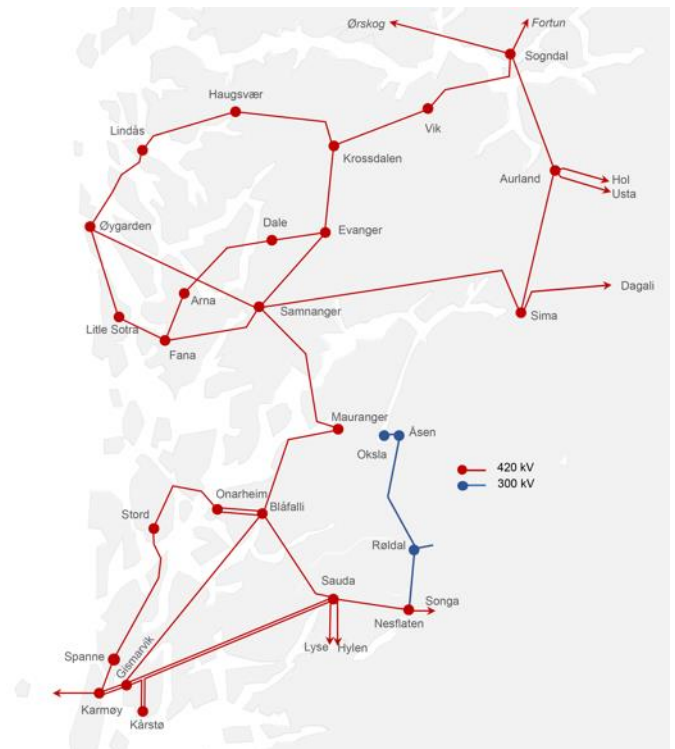 Ørskog
Fortun
Sogndal
Haugsvær
Lindås
Vik
Krossdalen
Aurland
Hol
Usta
Øygarden
Dale
Evanger
Dagali
Arna
Samnanger
Sima
Litle Sotra
Fana
Mauranger
Åsen
Oksla
420 kV
300 kV
Onarheim
Blåfalli
Stord
Røldal
Sauda
Songa
Nesflaten
Lyse
Hylen
Spanne
Gismarvik
Karmøy
Kårstø